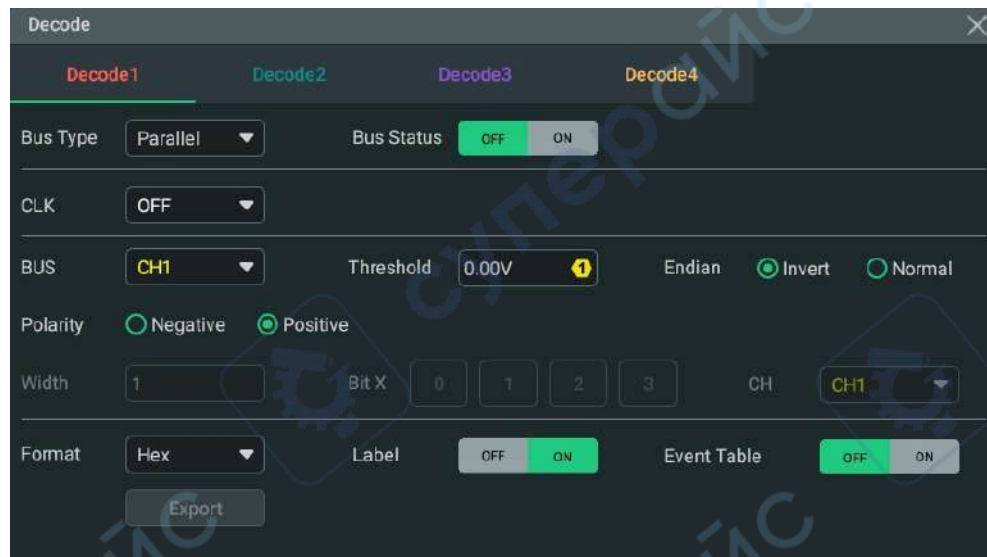 Decode
Decode1 Decode2 Decode3 Decode4
Bus Type Parallel Bus Status OFF ON
CLK OFF
BUS CH1 Threshold 0.00V 1 Endian Invert Normal
Polarity Negative Positive
Width 1 Bit X 0 1 2 3 CH CH1
Format Hex Label OFF ON Event Table OFF ON
Export
суперайс